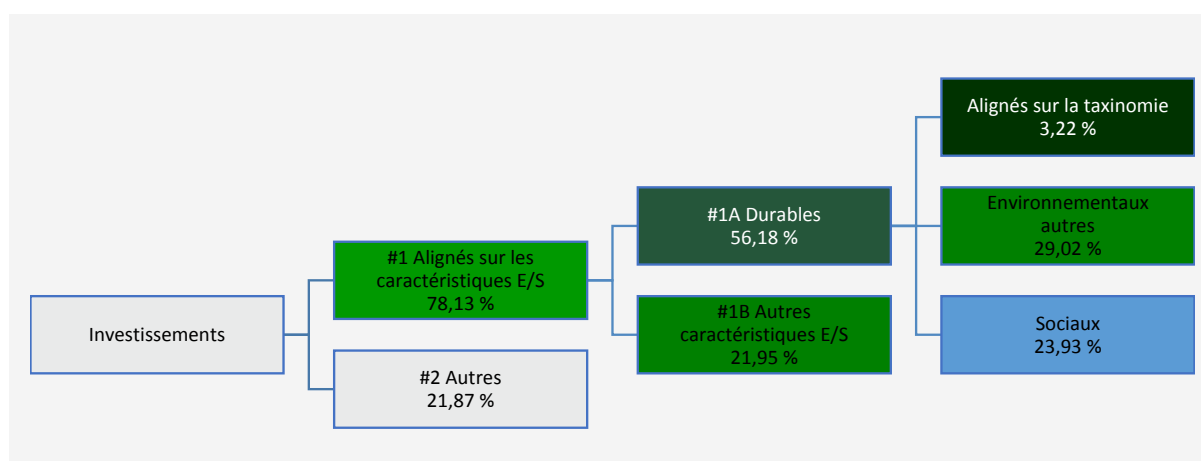 Investissements
#1 Alignés sur les
caractéristiques E/S
78,13 %
#2 Autres
21,87 %
#1A Durables
56,18 %
#1B Autres
caractéristiques E/S
21,95 %
Alignés sur la taxinomie
3,22 %
Environnementaux
autres
29,02 %
Sociaux
23,93 %